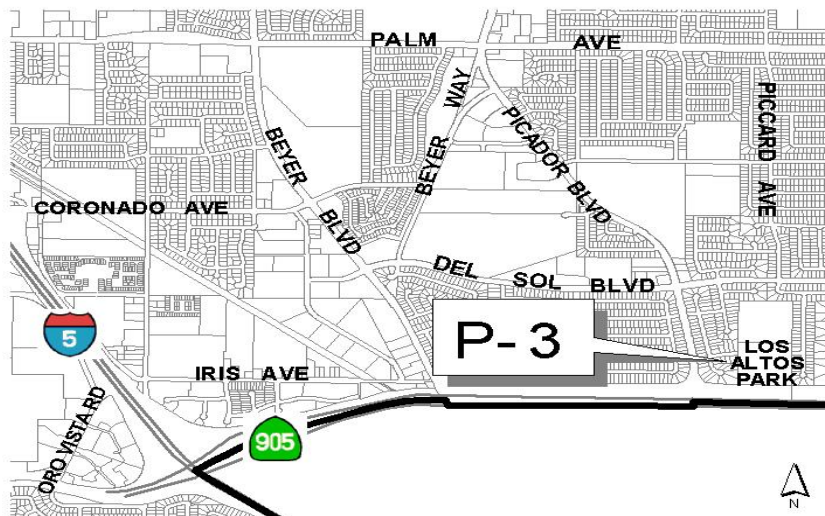 PALM AVE
BEYER WAY
PICADOR BLVD
PICCARD AVE
BEYER BLVD
CORONADO AVE
DEL SOL BLVD
5
P-3
LOS
ALTOS
PARK
IRIS AVE
ORO VISTA RD
905
N